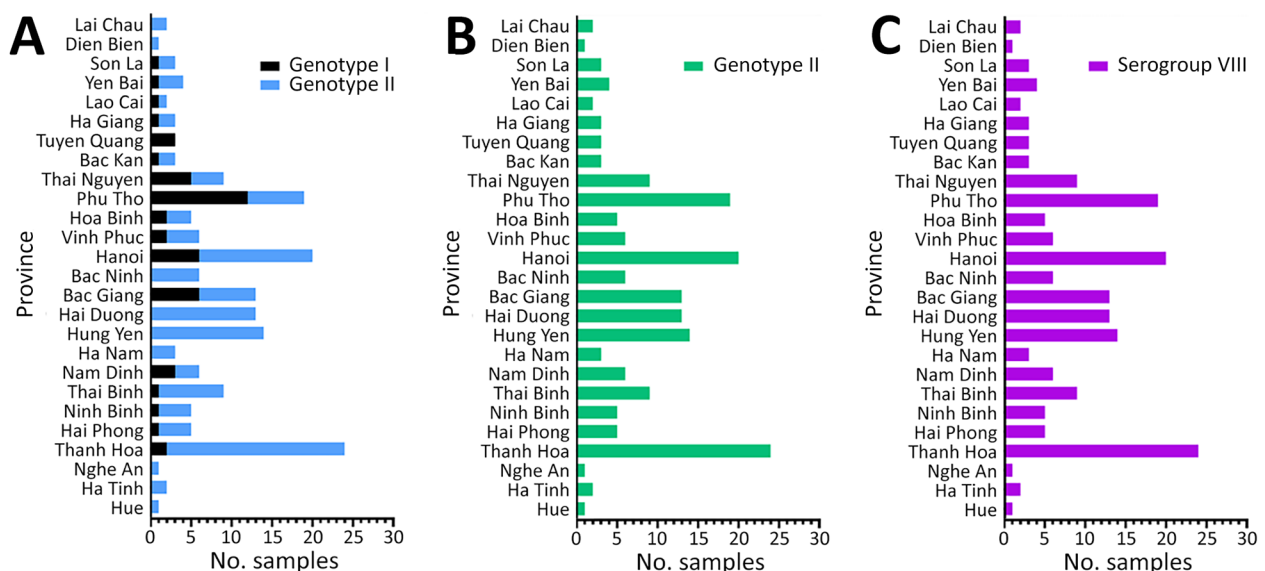 A
Lai Chau
Dien Bien
Son La
Yen Bai
Lao Cai
Ha Giang
Tuyen Quang
Bac Kan
Thai Nguyen
Phu Tho
Hoa Binh
Vinh Phuc
Hanoi
Bac Ninh
Bac Giang
Hai Duong
Hung Yen
Ha Nam
Nam Dinh
Thai Binh
Ninh Binh
Hai Phong
Thanh Hoa
Nghe An
Ha Tinh
Hue
Province
Genotype I
Genotype II
0 5 10 15 20 25 30
No. samples
B
Lai Chau
Dien Bien
Son La
Yen Bai
Lao Cai
Ha Giang
Tuyen Quang
Bac Kan
Thai Nguyen
Phu Tho
Hoa Binh
Vinh Phuc
Hanoi
Bac Ninh
Bac Giang
Hai Duong
Hung Yen
Ha Nam
Nam Dinh
Thai Binh
Ninh Binh
Hai Phong
Thanh Hoa
Nghe An
Ha Tinh
Hue
Province
Genotype II
0 5 10 15 20 25 30
No. samples
C
Lai Chau
Dien Bien
Son La
Yen Bai
Lao Cai
Ha Giang
Tuyen Quang
Bac Kan
Thai Nguyen
Phu Tho
Hoa Binh
Vinh Phuc
Hanoi
Bac Ninh
Bac Giang
Hai Duong
Hung Yen
Ha Nam
Nam Dinh
Thai Binh
Ninh Binh
Hai Phong
Thanh Hoa
Nghe An
Ha Tinh
Hue
Province
Serogroup VIII
0 5 10 15 20 25 30
No. samples